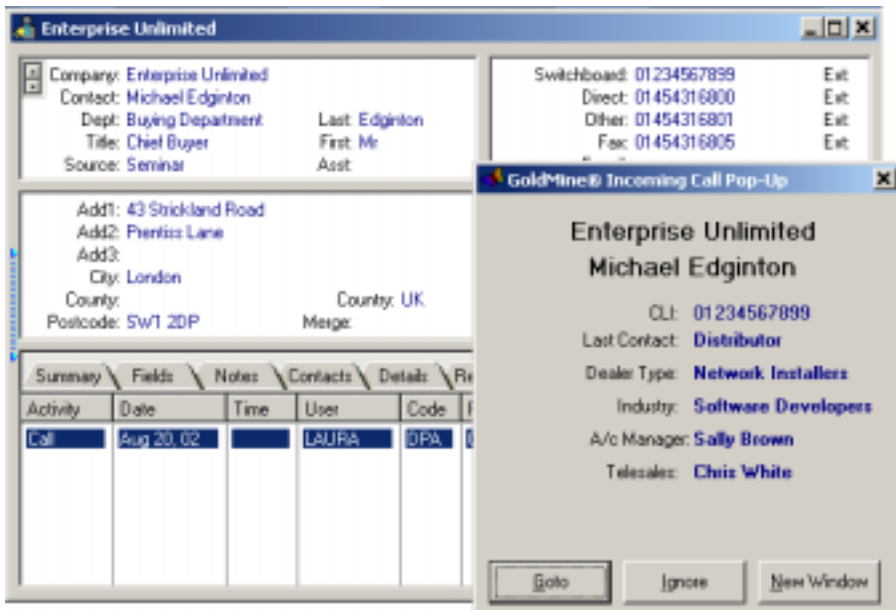 Enterprise Unlimited
Company: Enterprise Unlimited
Contact: Michael Edginton
Dept: Buying Department Last: Edginton
Title: Chief Buyer First: Mr
Source: Seminar Asst:
Switchboard: 01234567899 Ext:
Direct: 01454316800 Ext:
Other: 01454316801 Ext:
Fax: 01454316805 Ext:
Add1: 43 Strickland Road
Add2: Prentiss Lane
Add3:
City: London
County: Country: UK
Postcode: SW1 2DP Merge:
Summary Fields Notes Contacts Details
Activity Date Time User Code
Call Aug 20, 02 LAURA DPA
GoldMine® Incoming Call Pop-Up
Enterprise Unlimited
Michael Edginton
CLI: 01234567899
Last Contact: Distributor
Dealer Type: Network Installers
Industry: Software Developers
A/c Manager: Sally Brown
Telesales: Chris White
Goto Ignore New Window